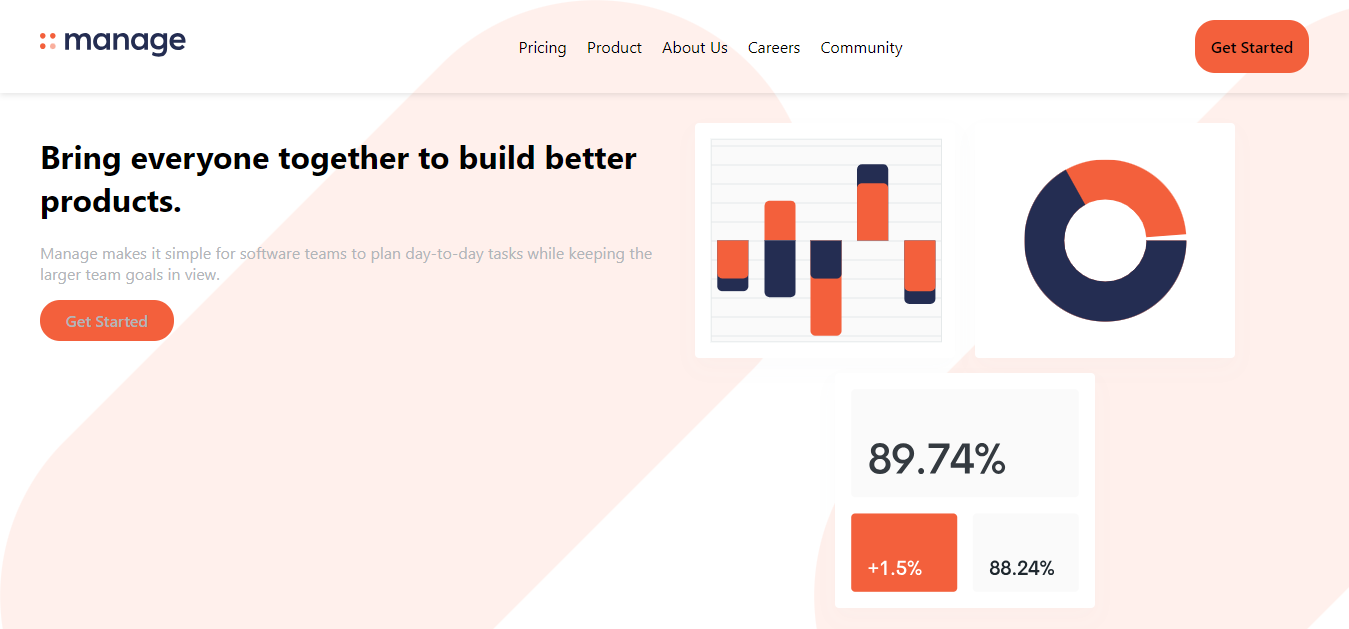 manage
Pricing Product About Us Careers Community
Get Started
Bring everyone together to build better
products.
Manage makes it simple for software teams to plan day-to-day tasks while keeping the
larger team goals in view.
Get Started
89.74%
+1.5%
88.24%